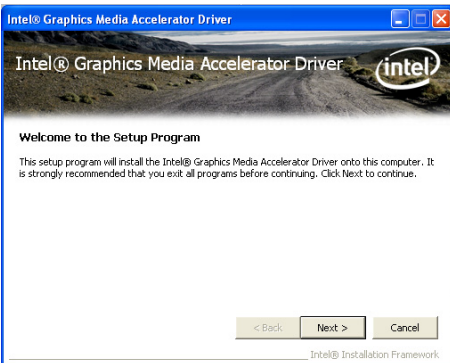 Intel® Graphics Media Accelerator Driver
Intel® Graphics Media Accelerator Driver
intel®
Welcome to the Setup Program
This setup program will install the Intel® Graphics Media Accelerator Driver onto this computer. It
is strongly recommended that you exit all programs before continuing. Click Next to continue.
< Back
Next >
Cancel
Intel® Installation Framework